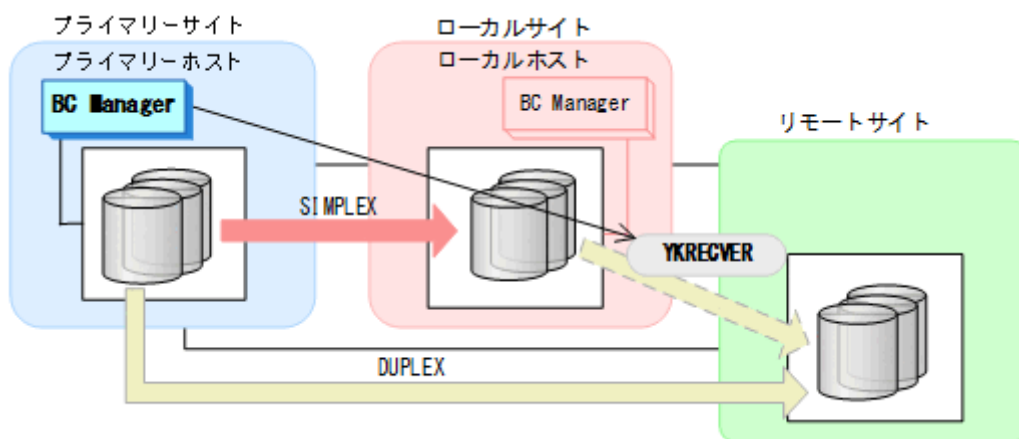 プライマリーサイト
プライマリーホスト
BC Manager
ローカルサイト
ローカルホスト
BC Manager
リモートサイト
SIMPLEX
YKRECVER
DUPLEX